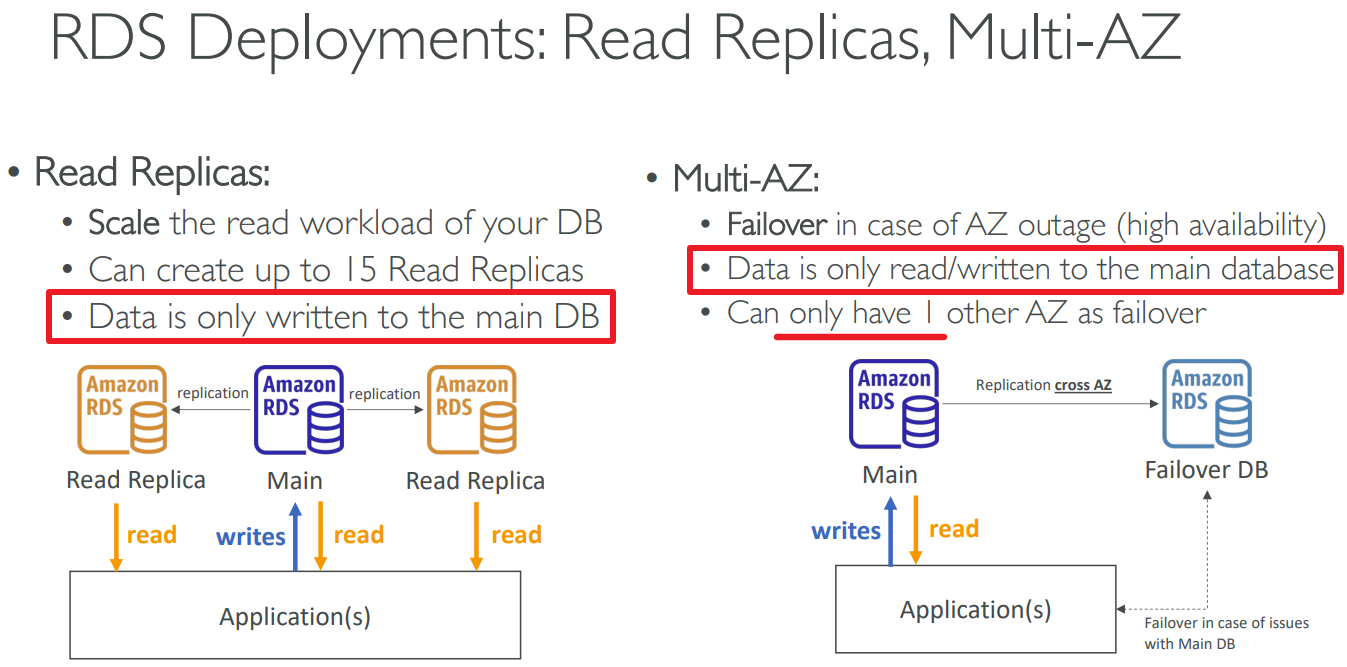 RDS Deployments: Read Replicas, Multi-AZ
• Read Replicas:
• Scale the read workload of your DB
• Can create up to 15 Read Replicas
• Data is only written to the main DB
Amazon
RDS
replication
Amazon
RDS
replication
Amazon
RDS
Read Replica
Main
Read Replica
read
writes
read
read
Application(s)
• Multi-AZ:
• Failover in case of AZ outage (high availability)
• Data is only read/written to the main database
• Can only have 1 other AZ as failover
Amazon
RDS
Replication cross AZ
Amazon
RDS
Main
Failover DB
writes
read
Application(s)
Failover in case of issues
with Main DB